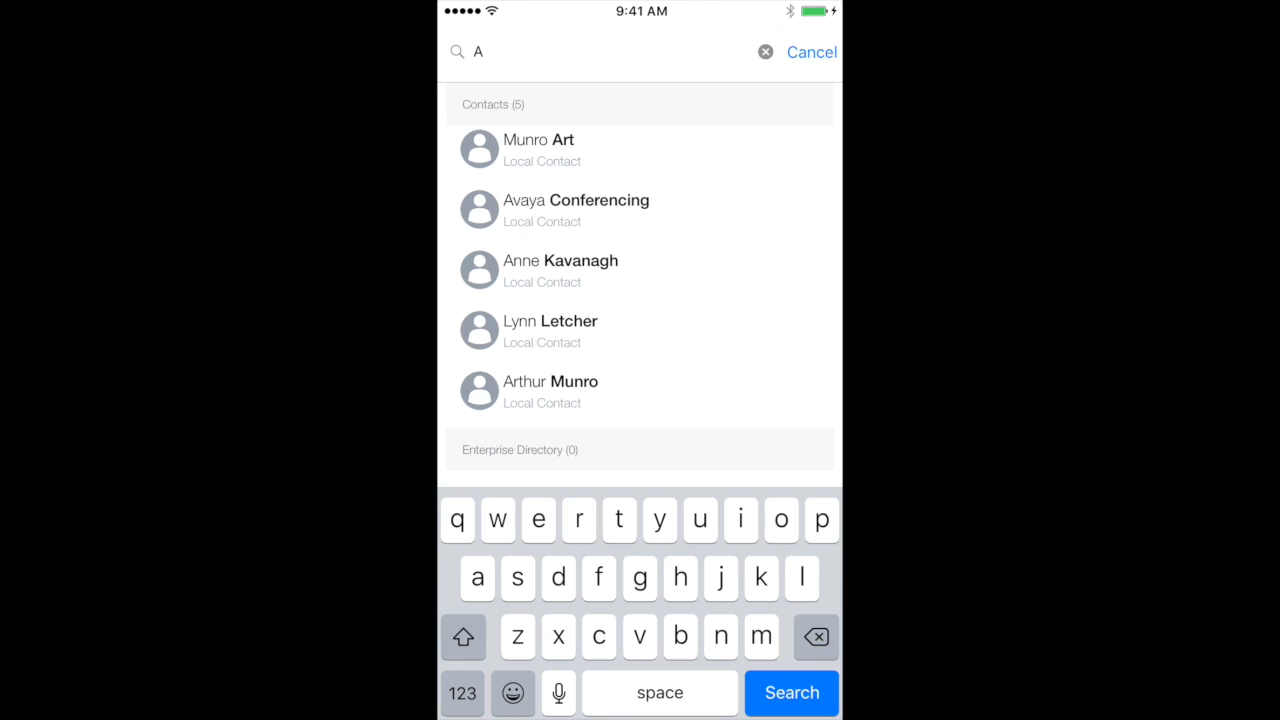 9:41 AM
A
Cancel
Contacts (5)
Munro Art
Local Contact
Avaya Conferencing
Local Contact
Anne Kavanagh
Local Contact
Lynn Letcher
Local Contact
Arthur Munro
Local Contact
Enterprise Directory (0)
q w e r t y u i o p
a s d f g h j k l
z x c v b n m
123 space Search